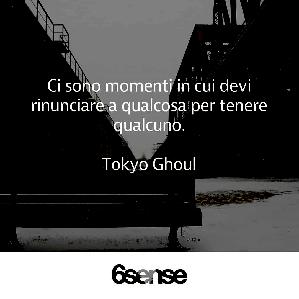 Ci sono momenti in cui devi
rinunciare a qualcosa per tenere
qualcuno.
Tokyo Ghoul
6sense